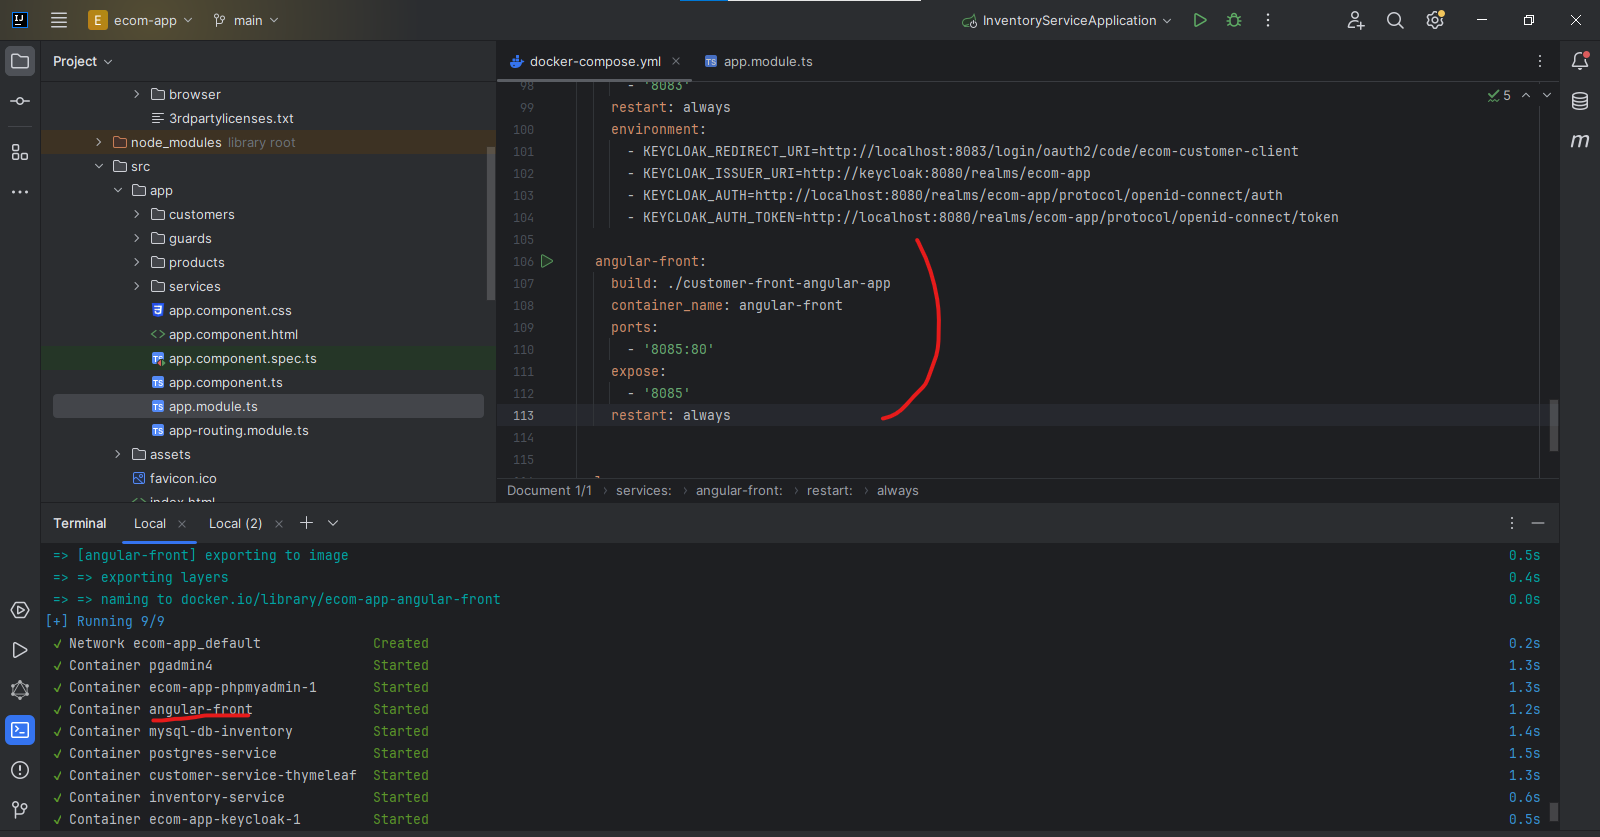 IJ
E ecom-app main InventoryServiceApplication
Project
docker-compose.yml
TS app.module.ts
browser
3rdpartylicenses.txt
node_modules library root
src
app
customers
guards
products
services
app.component.css
<> app.component.html
TS app.component.spec.ts
TS app.component.ts
TS app.module.ts
TS app-routing.module.ts
assets
favicon.ico
<> index.html
5
m
98 - '8083'
99 restart: always
100 environment:
101 - KEYCLOAK_REDIRECT_URI=http://localhost:8083/login/oauth2/code/ecom-customer-client
102 - KEYCLOAK_ISSUER_URI=http://keycloak:8080/realms/ecom-app
103 - KEYCLOAK_AUTH=http://localhost:8080/realms/ecom-app/protocol/openid-connect/auth
104 - KEYCLOAK_AUTH_TOKEN=http://localhost:8080/realms/ecom-app/protocol/openid-connect/token
105
106 angular-front:
107 build: ./customer-front-angular-app
108 container_name: angular-front
109 ports:
110 - '8085:80'
111 expose:
112 - '8085'
113 restart: always
114
115
Document 1/1 › services: › angular-front: › restart: › always
Terminal Local Local (2)
=> [angular-front] exporting to image 0.5s
=> => exporting layers 0.4s
=> => naming to docker.io/library/ecom-app-angular-front 0.0s
[+] Running 9/9
✓ Network ecom-app_default Created 0.2s
✓ Container pgadmin4 Started 1.3s
✓ Container ecom-app-phpmyadmin-1 Started 1.3s
✓ Container angular-front Started 1.2s
✓ Container mysql-db-inventory Started 1.4s
✓ Container postgres-service Started 1.5s
✓ Container customer-service-thymeleaf Started 1.3s
✓ Container inventory-service Started 0.6s
✓ Container ecom-app-keycloak-1 Started 0.5s